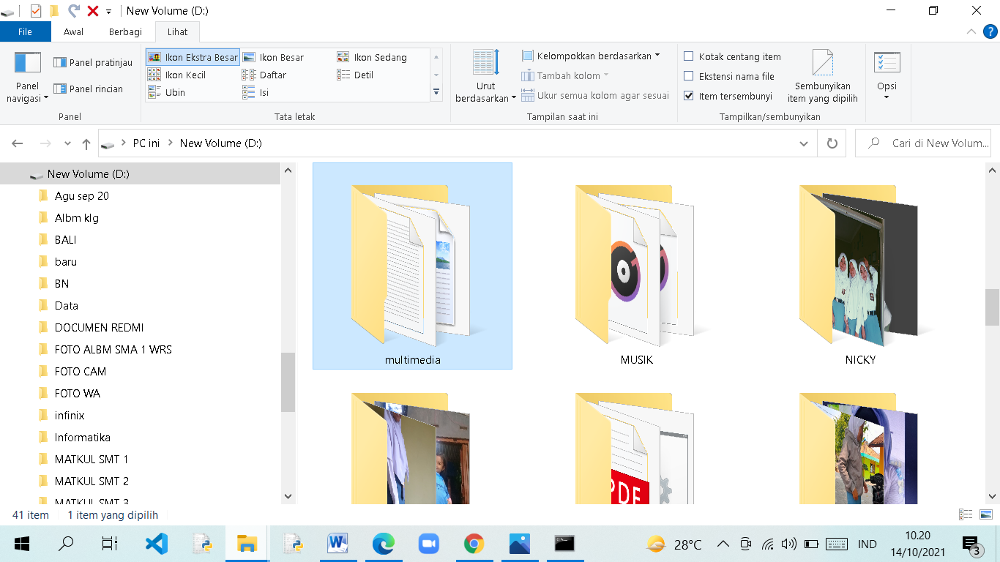 New Volume (D:)
File Awal Berbagi Lihat
Panel navigasi
Panel pratinjau
Panel rincian
Panel
Ikon Ekstra Besar Ikon Besar Ikon Sedang
Ikon Kecil Daftar Detil
Ubin Isi
Tata letak
Urut berdasarkan
Kelompokkan berdasarkan
Tambah kolom
Ukur semua kolom agar sesuai
Tampilan saat ini
Kotak centang item
Ekstensi nama file
Item tersembunyi
Sembunyikan
item yang dipilih
Tampilkan/sembunyikan
Opsi
PC ini New Volume (D:)
Cari di New Volum...
New Volume (D:)
Agu sep 20
Albm klg
BALI
baru
BN
Data
DOCUMEN REDMI
FOTO ALBM SMA 1 WRS
FOTO CAM
FOTO WA
infinix
Informatika
MATKUL SMT 1
MATKUL SMT 2
MATKUL SMT 3
multimedia
MUSIK
NICKY
PDF
41 item 1 item yang dipilih
28°C
IND
10.20
14/10/2021
3